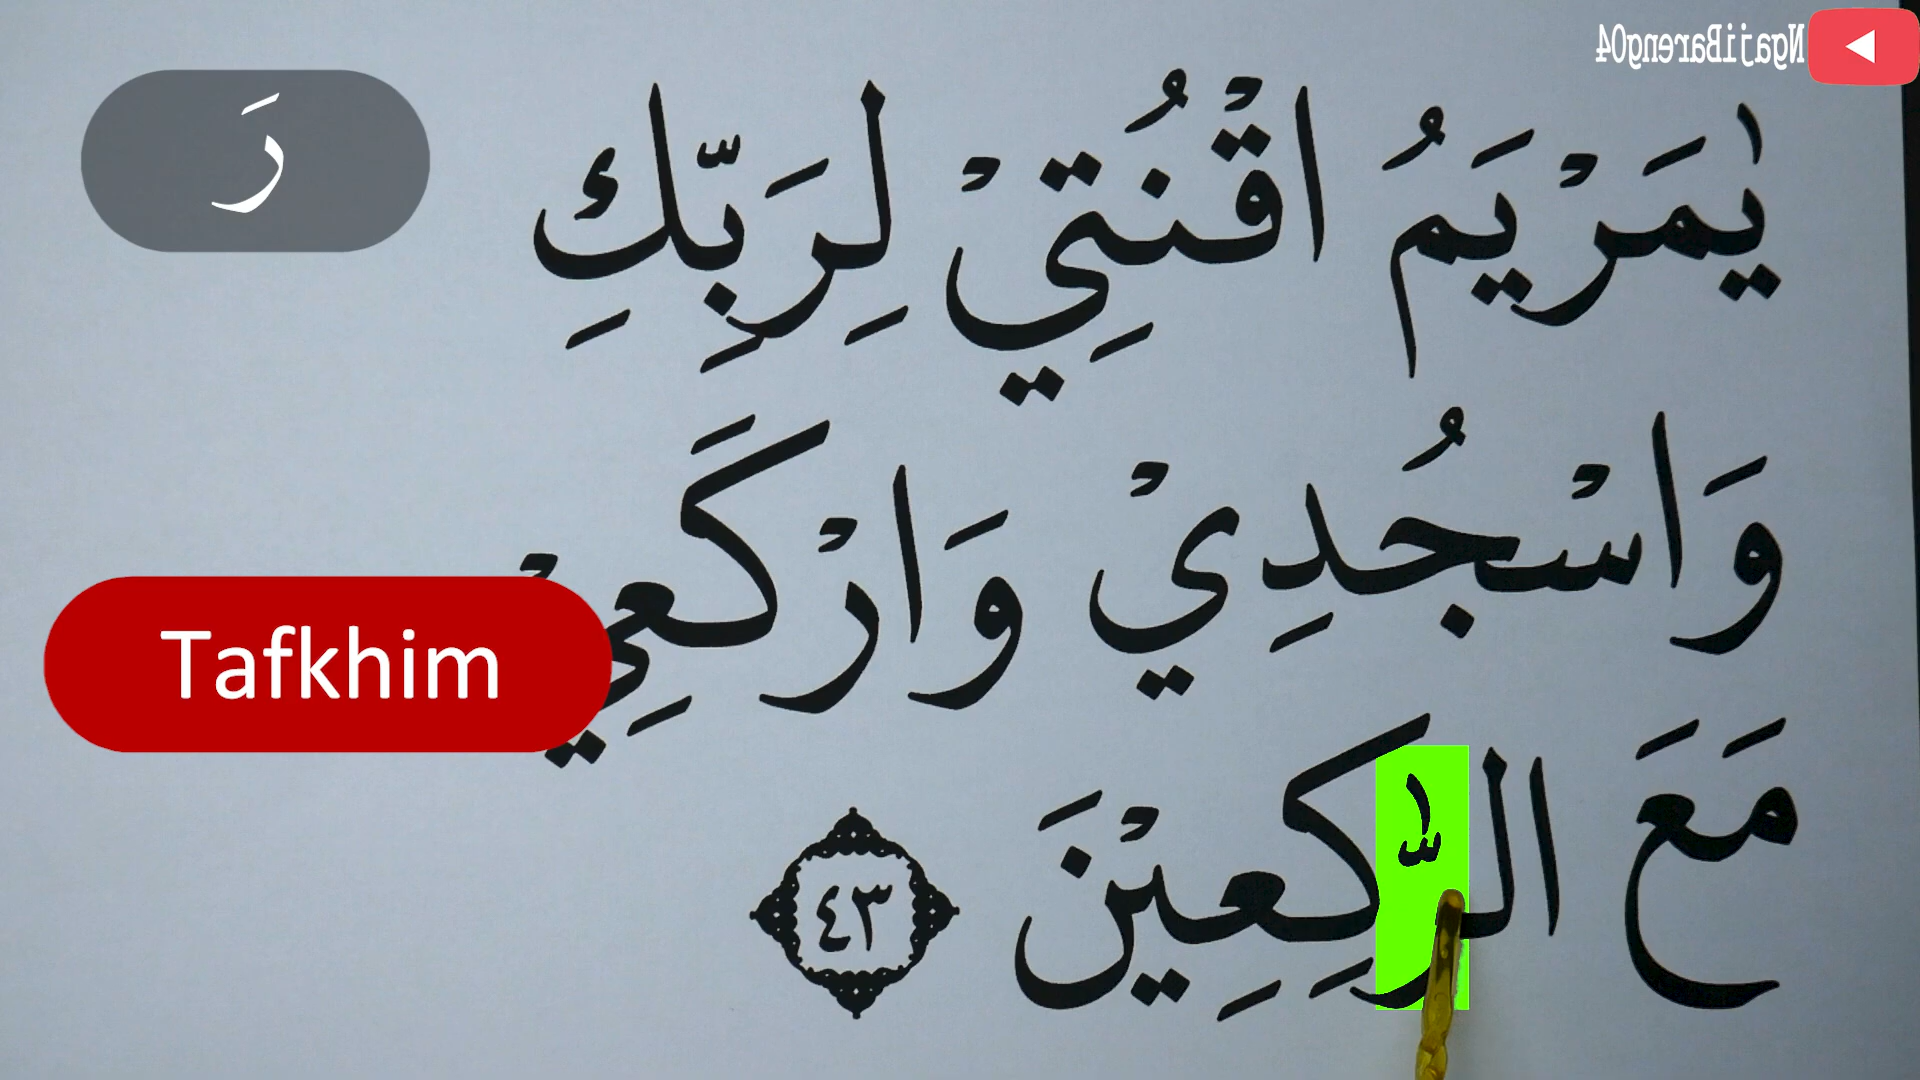 NgajiBareng04
رَ
يٰمَرْيَمُ اقْنُتِيْ لِرَبِّكِ
وَاسْجُدِيْ وَارْكَعِيْ
Tafkhim
مَعَ الرّٰكِعِيْنَ ٤٣